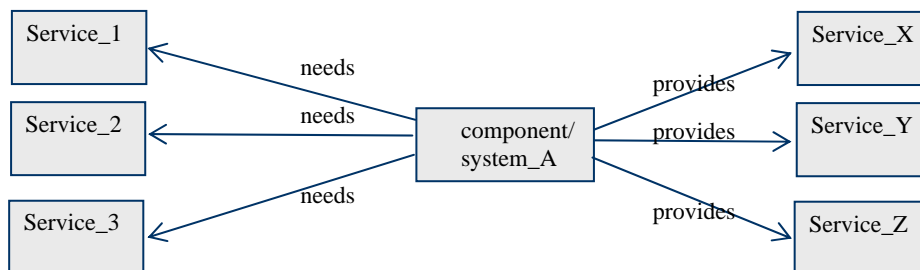 Service_1
needs
Service_X
provides
Service_2
needs
component/
system_A
provides
Service_Y
Service_3
needs
provides
Service_Z